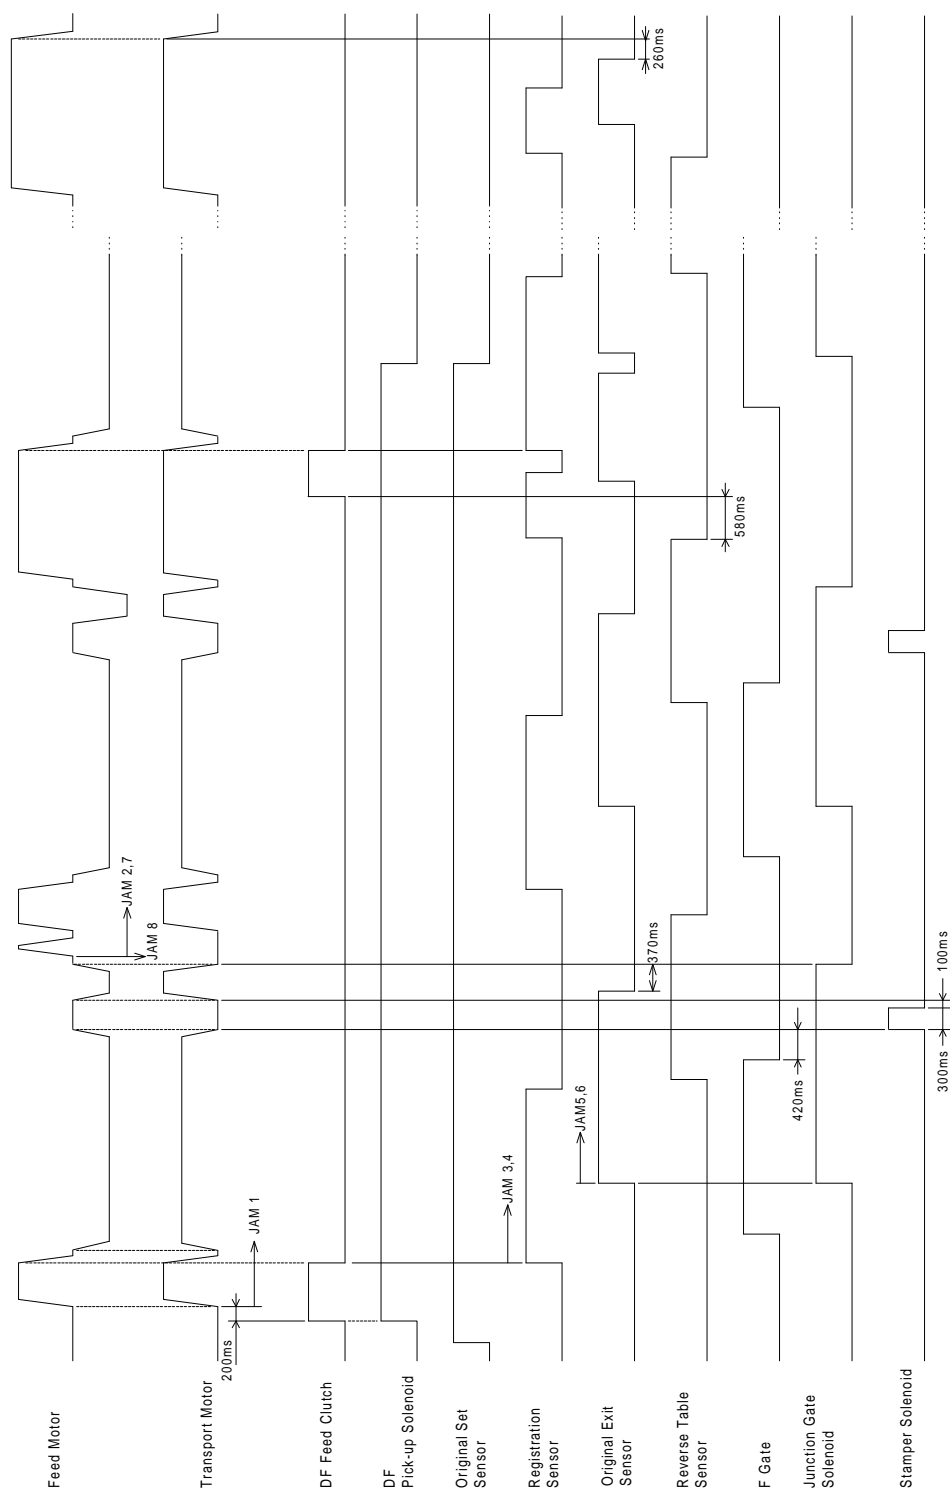 Feed Motor
Transport Motor
DF Feed Clutch
DF
Pick-up Solenoid
Original Set
Sensor
Registration
Sensor
Original Exit
Sensor
Reverse Table
Sensor
F Gate
Junction Gate
Solenoid
Stamper Solenoid
200ms
JAM 1
JAM 3,4
JAM5,6
JAM 8
JAM 2,7
370ms
420ms
300ms
100ms
580ms
260ms